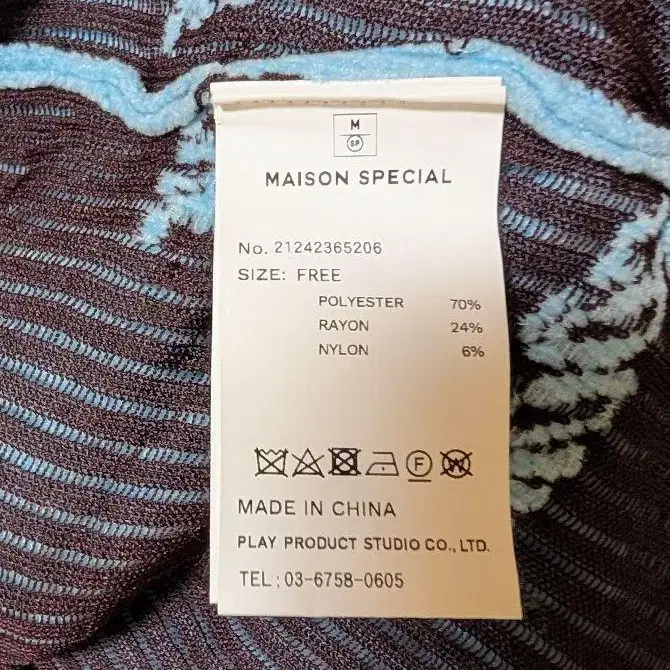 M
SP
MAISON SPECIAL
No. 21242365206
SIZE: FREE
POLYESTER 70%
RAYON 24%
NYLON 6%
F W
MADE IN CHINA
PLAY PRODUCT STUDIO CO., LTD.
TEL : 03-6758-0605